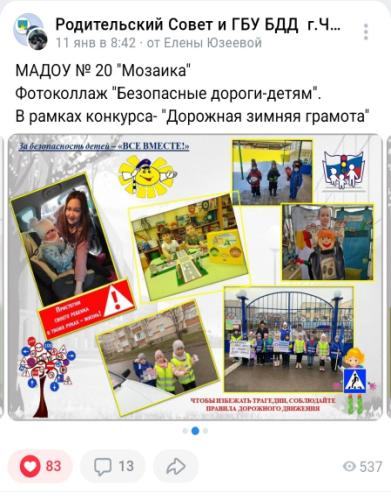 Родительский Совет и ГБУ БДД г.Ч...
11 янв в 8:42 · от Елены Юзеевой
МАДОУ № 20 "Мозаика"
Фотоколлаж "Безопасные дороги-детям".
В рамках конкурса- "Дорожная зимняя грамота"
За безопасность детей – «ВСЕ ВМЕСТЕ!»
Пристегни
своего ребенка
в твоих руках – жизнь!
ЧТОБЫ ИЗБЕЖАТЬ ТРАГЕДИИ, СОБЛЮДАЙТЕ
ПРАВИЛА ДОРОЖНОГО ДВИЖЕНИЯ
83
13
537